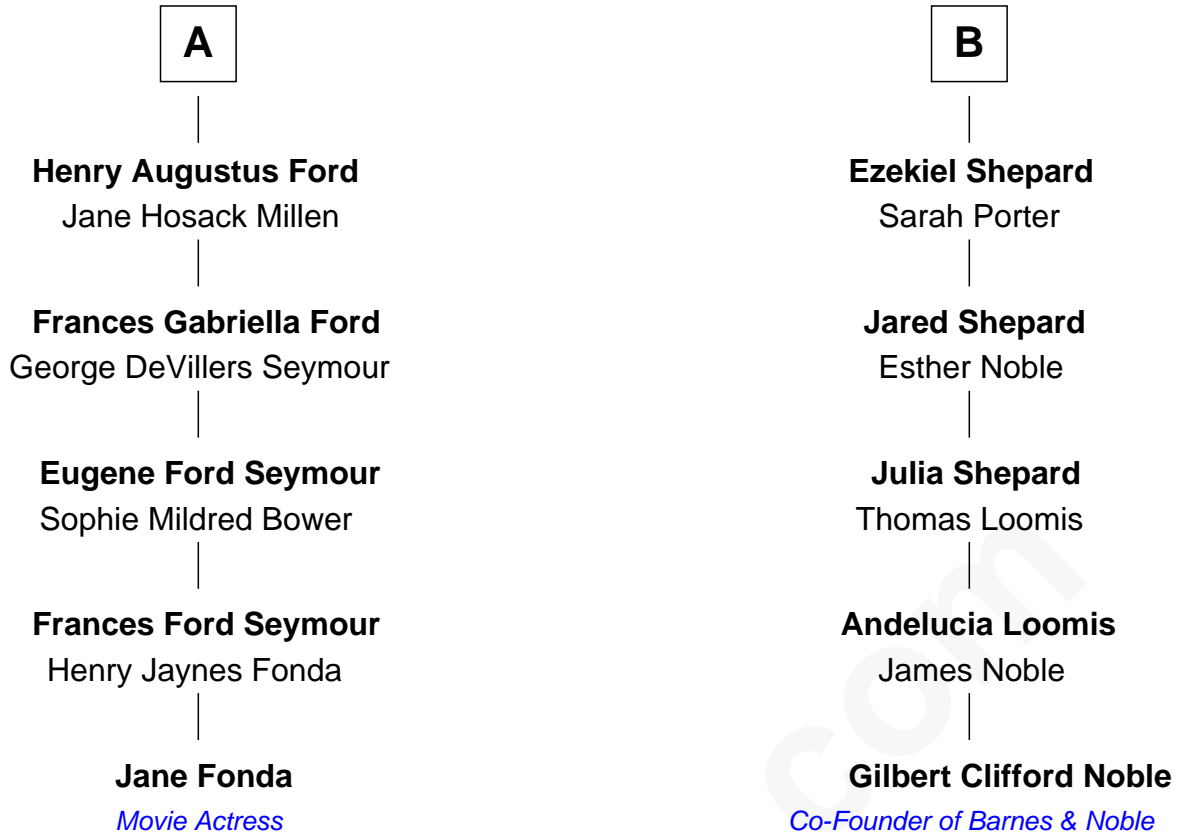 A
Henry Augustus Ford
Jane Hosack Millen
Frances Gabriella Ford
George DeVillers Seymour
Eugene Ford Seymour
Sophie Mildred Bower
Frances Ford Seymour
Henry Jaynes Fonda
Jane Fonda
Movie Actress
B
Ezekiel Shepard
Sarah Porter
Jared Shepard
Esther Noble
Julia Shepard
Thomas Loomis
Andelucia Loomis
James Noble
Gilbert Clifford Noble
Co-Founder of Barnes & Noble
com